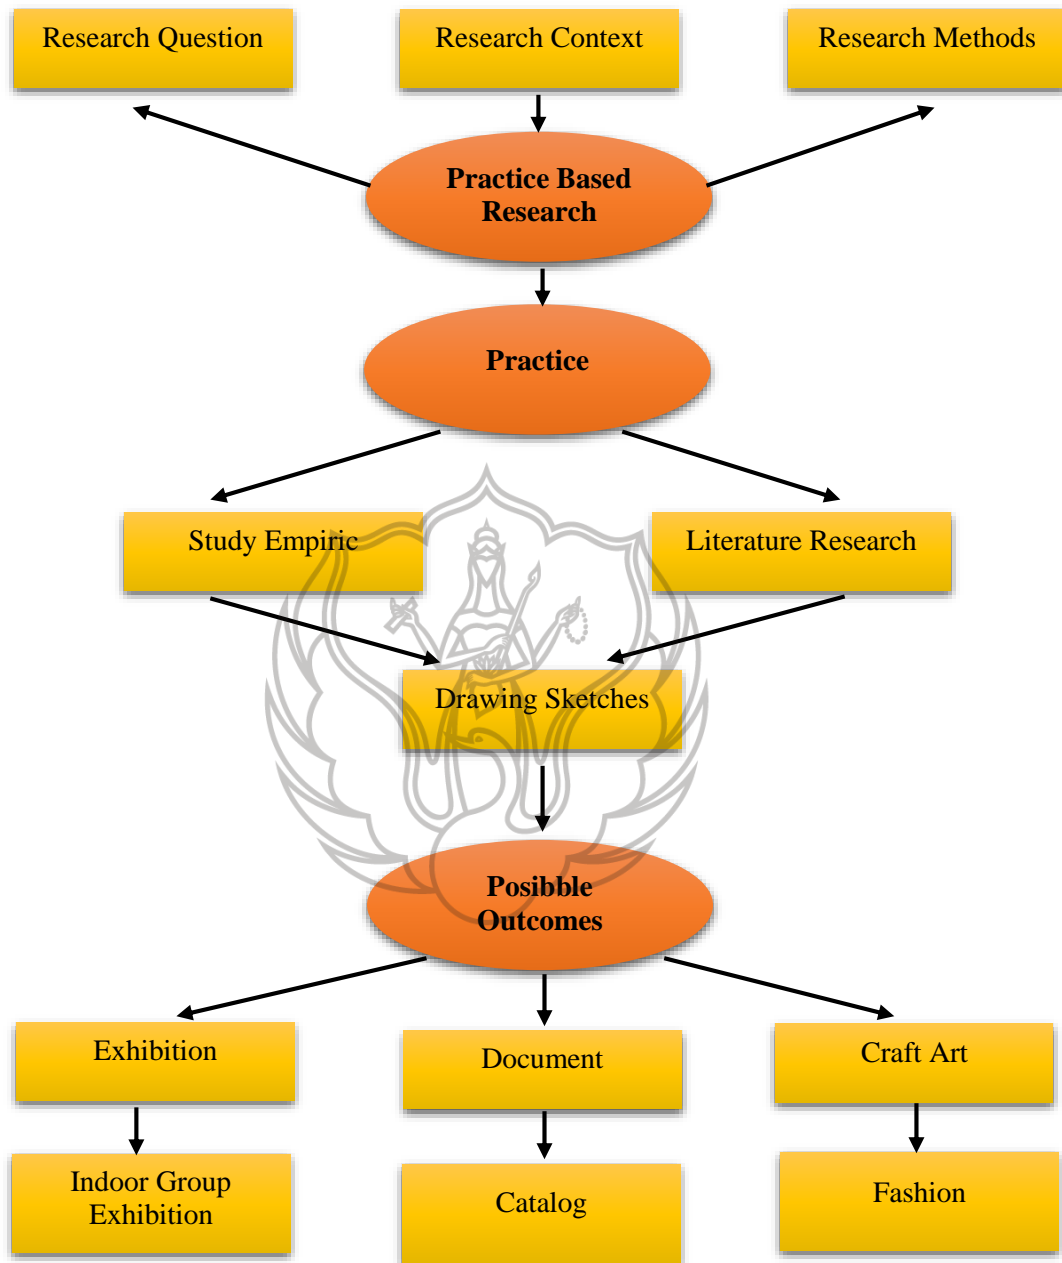 Research Question
Research Context
Research Methods
Practice Based
Research
Practice
Study Empiric
Literature Research
Drawing Sketches
Posibble
Outcomes
Exhibition
Document
Craft Art
Indoor Group
Exhibition
Catalog
Fashion